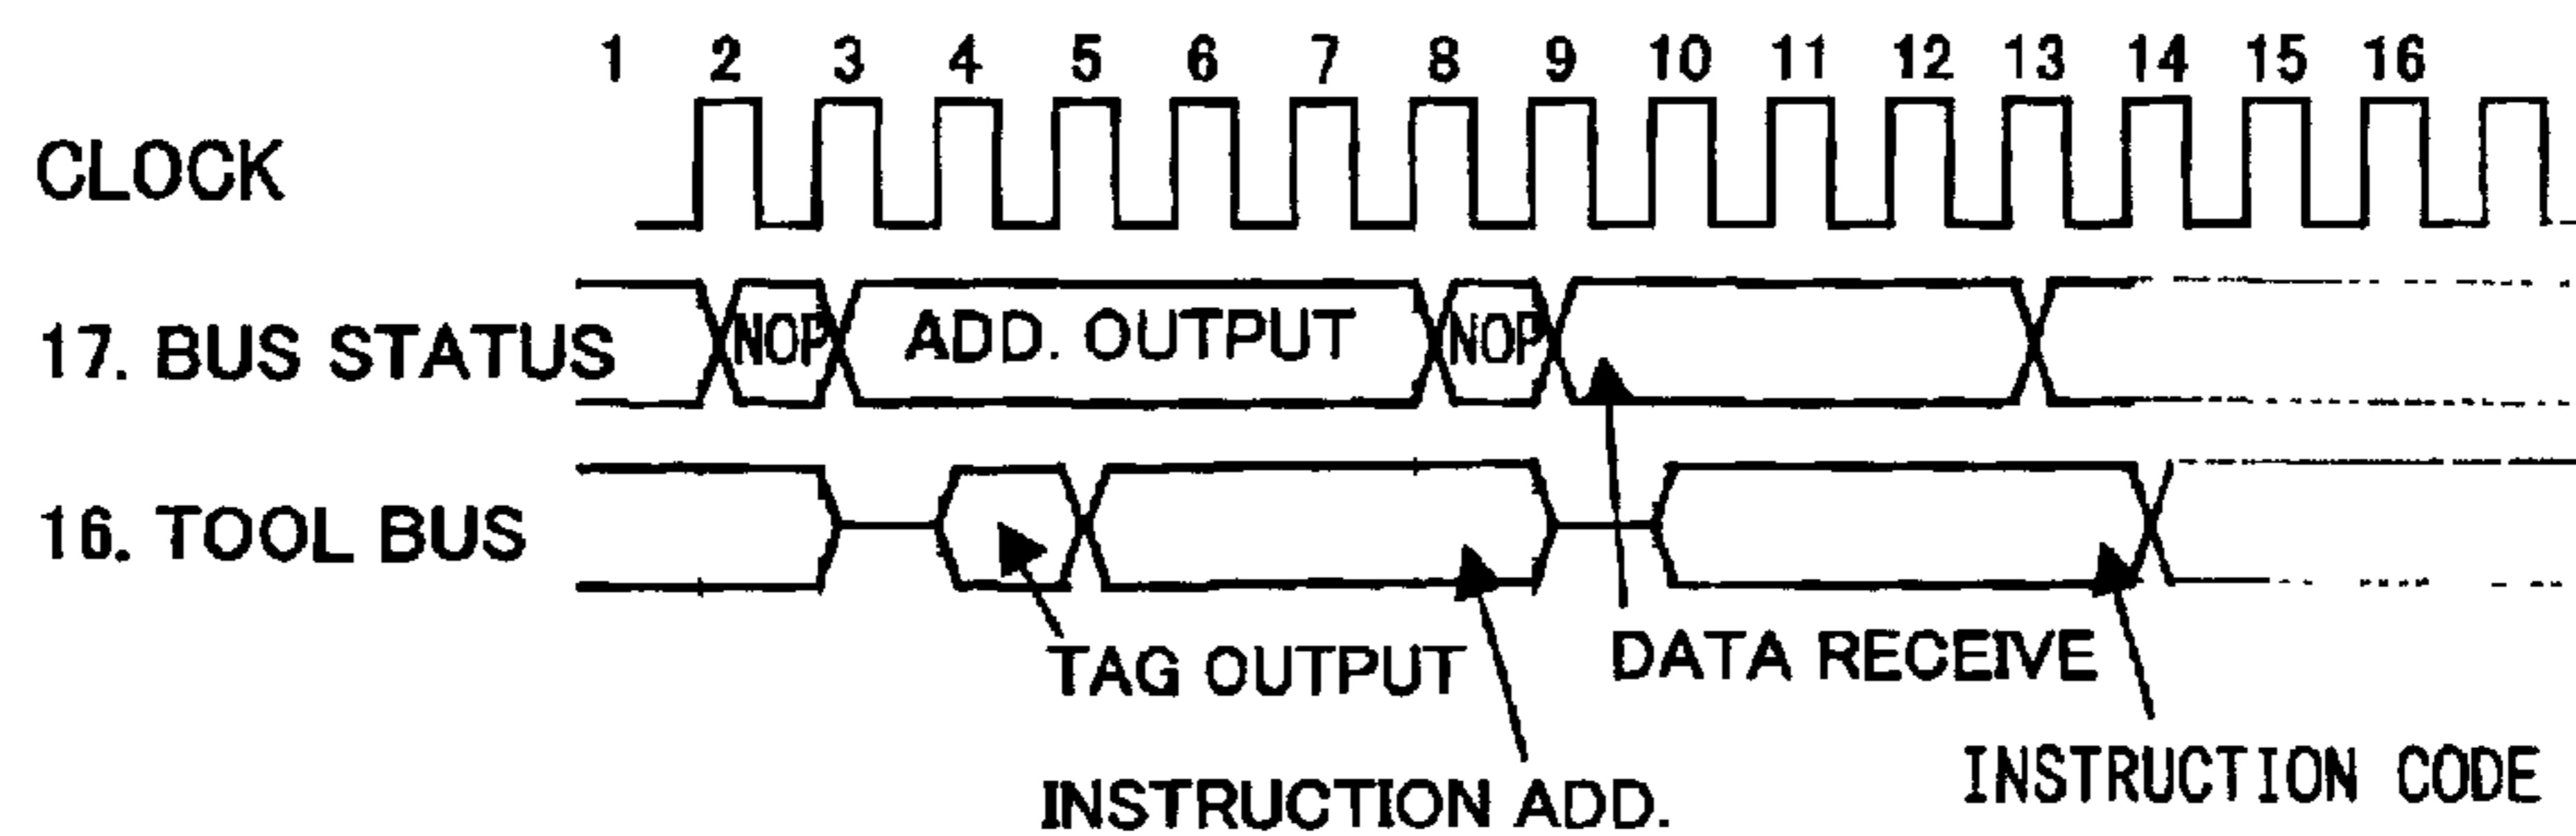 1 2 3 4 5 6 7 8 9 10 11 12 13 14 15 16
CLOCK
17. BUS STATUS NOP ADD. OUTPUT NOP
16. TOOL BUS
TAG OUTPUT DATA RECEIVE
INSTRUCTION ADD. INSTRUCTION CODE